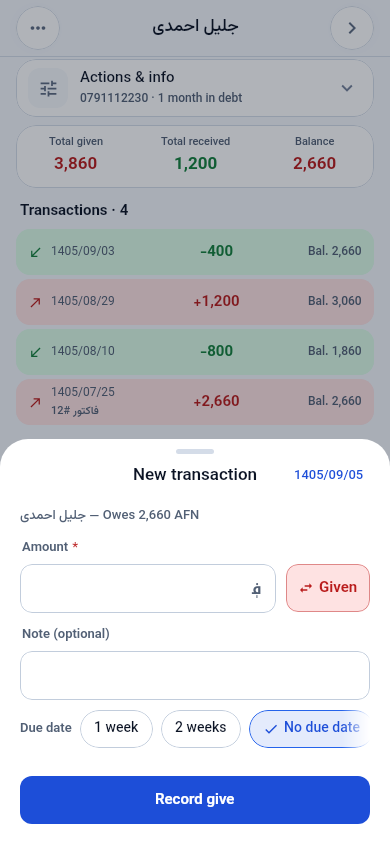 جلیل احمدی
Actions & info
0791112230 · 1 month in debt
Total given
Total received
Balance
3,860
1,200
2,660
Transactions · 4
1405/09/03
-400
Bal. 2,660
1405/08/29
+1,200
Bal. 3,060
1405/08/10
-800
Bal. 1,860
1405/07/25
فاکتور #12
+2,660
Bal. 2,660
New transaction
1405/09/05
جلیل احمدی — Owes 2,660 AFN
Amount *
؋
Given
Note (optional)
Due date
1 week
2 weeks
No due date
Record give